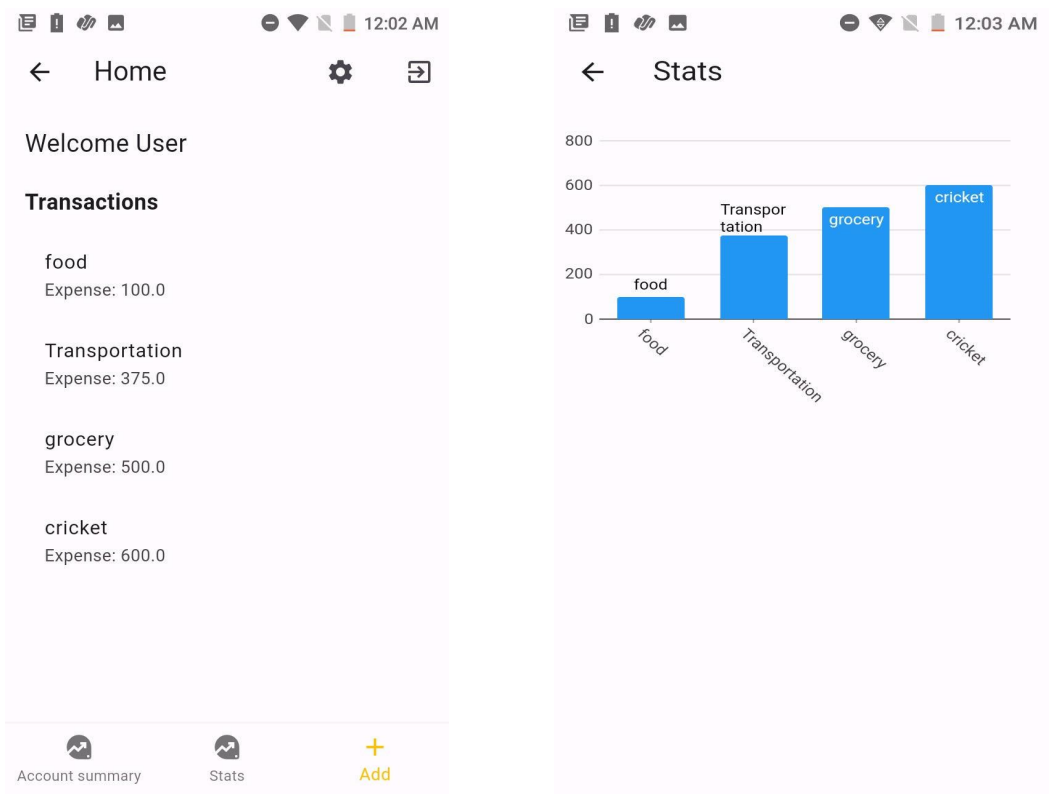 12:02 AM
Home
Welcome User
Transactions
food
Expense: 100.0
Transportation
Expense: 375.0
grocery
Expense: 500.0
cricket
Expense: 600.0
Account summary
Stats
Add
12:03 AM
Stats
800
600
400
200
0
food
Transpor
tation
grocery
cricket
food
Transportation
grocery
cricket